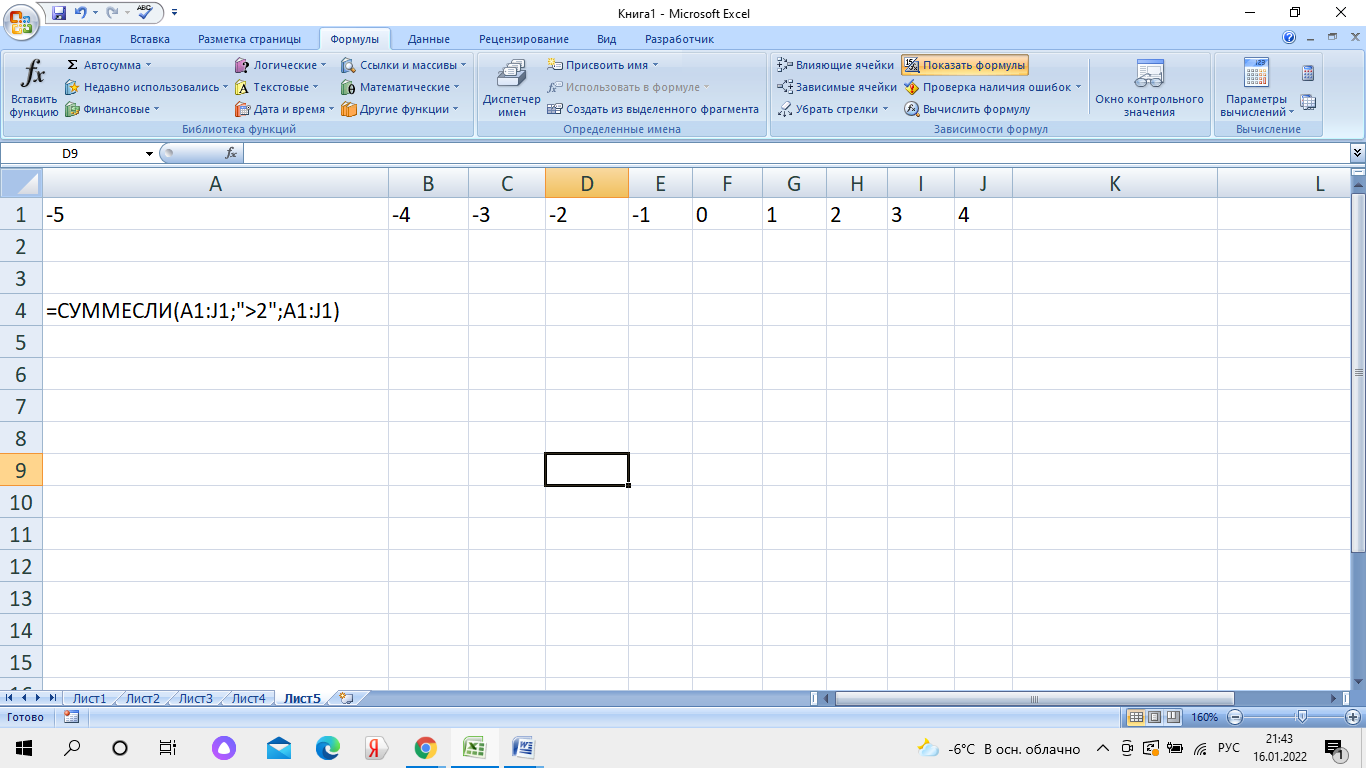 Книга1 - Microsoft Excel
Главная Вставка Разметка страницы Формулы Данные Рецензирование Вид Разработчик
fx Σ Автосумма Логические Ссылки и массивы Присвоить имя Влияющие ячейки Показать формулы
Вставить функцию Недавно использовались Текстовые Математические Диспетчер имен Использовать в формуле Зависимые ячейки Проверка наличия ошибок Окно контрольного значения Параметры вычислений
Финансовые Дата и время Другие функции Создать из выделенного фрагмента Убрать стрелки Вычислить формулу
Библиотека функций Определенные имена Зависимости формул Вычисление
D9 fx
A B C D E F G H I J K L
1 -5 -4 -3 -2 -1 0 1 2 3 4
2
3
4 =СУММЕСЛИ(A1:J1;">2";A1:J1)
5
6
7
8
9
10
11
12
13
14
15
Лист1 Лист2 Лист3 Лист4 Лист5
Готово 160%
-6°C В осн. облачно РУС 21:43
16.01.2022 1